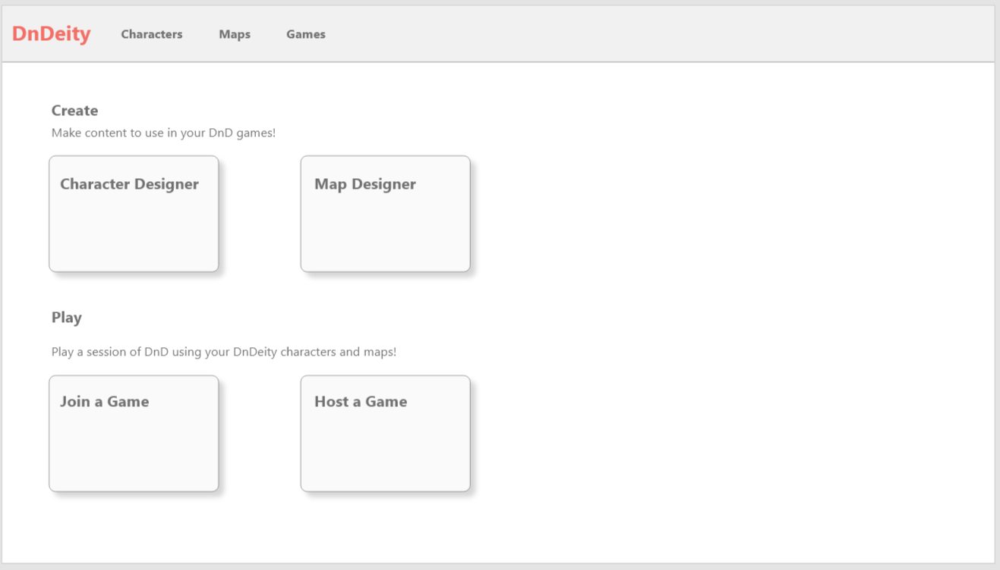 DnDeity Characters Maps Games
Create
Make content to use in your DnD games!
Character Designer Map Designer
Play
Play a session of DnD using your DnDeity characters and maps!
Join a Game Host a Game